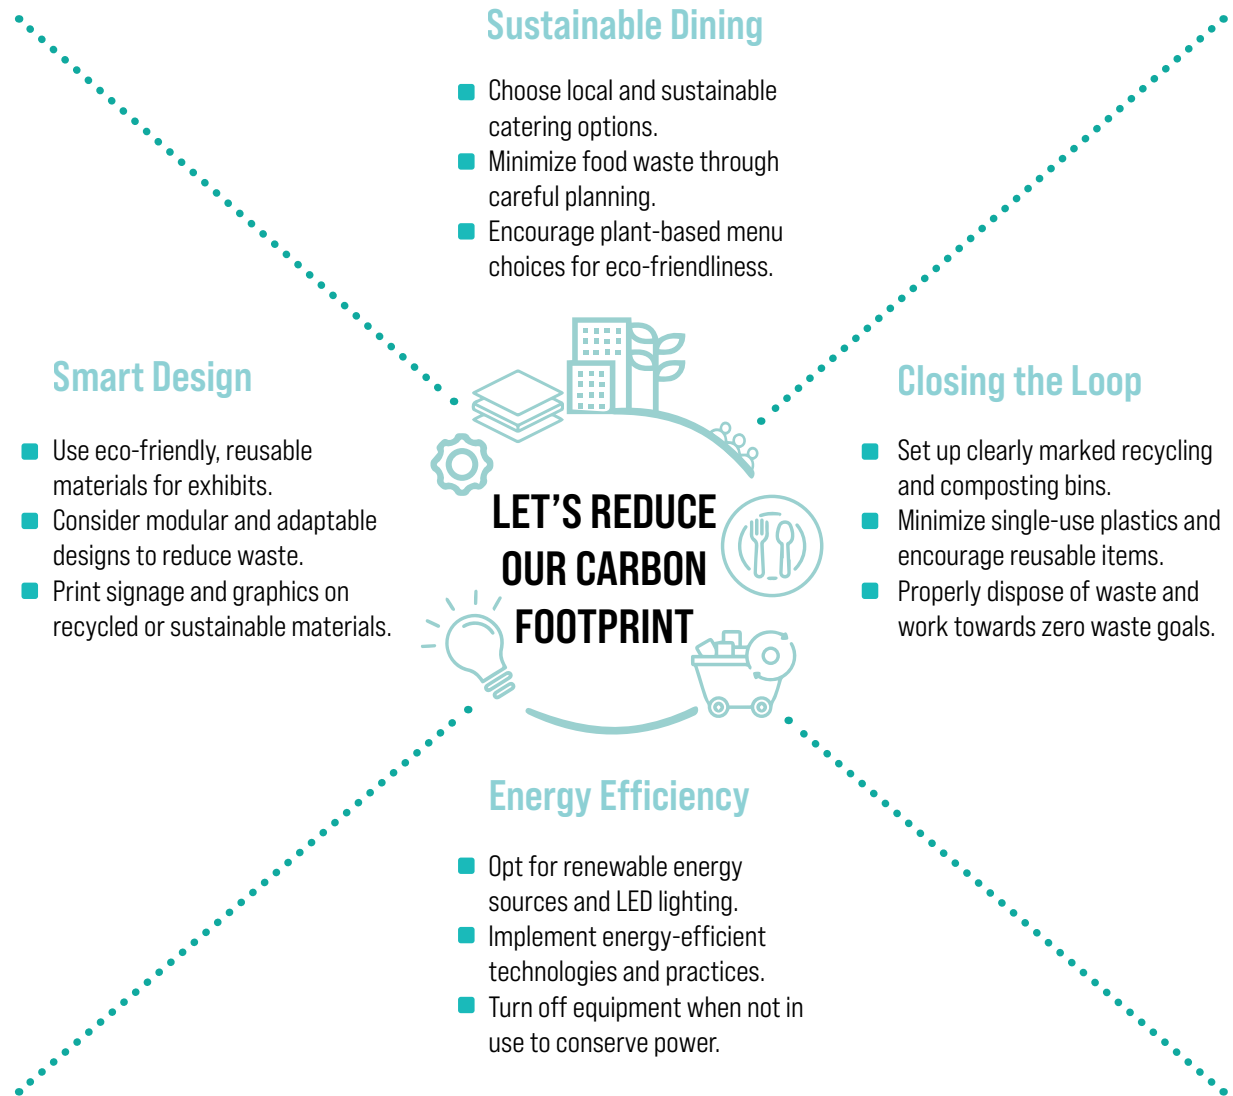 Sustainable Dining
Choose local and sustainable
catering options.
Minimize food waste through
careful planning.
Encourage plant-based menu
choices for eco-friendliness.
Smart Design
Use eco-friendly, reusable
materials for exhibits.
Consider modular and adaptable
designs to reduce waste.
Print signage and graphics on
recycled or sustainable materials.
LET'S REDUCE
OUR CARBON
FOOTPRINT
Closing the Loop
Set up clearly marked recycling
and composting bins.
Minimize single-use plastics and
encourage reusable items.
Properly dispose of waste and
work towards zero waste goals.
Energy Efficiency
Opt for renewable energy
sources and LED lighting.
Implement energy-efficient
technologies and practices.
Turn off equipment when not in
use to conserve power.